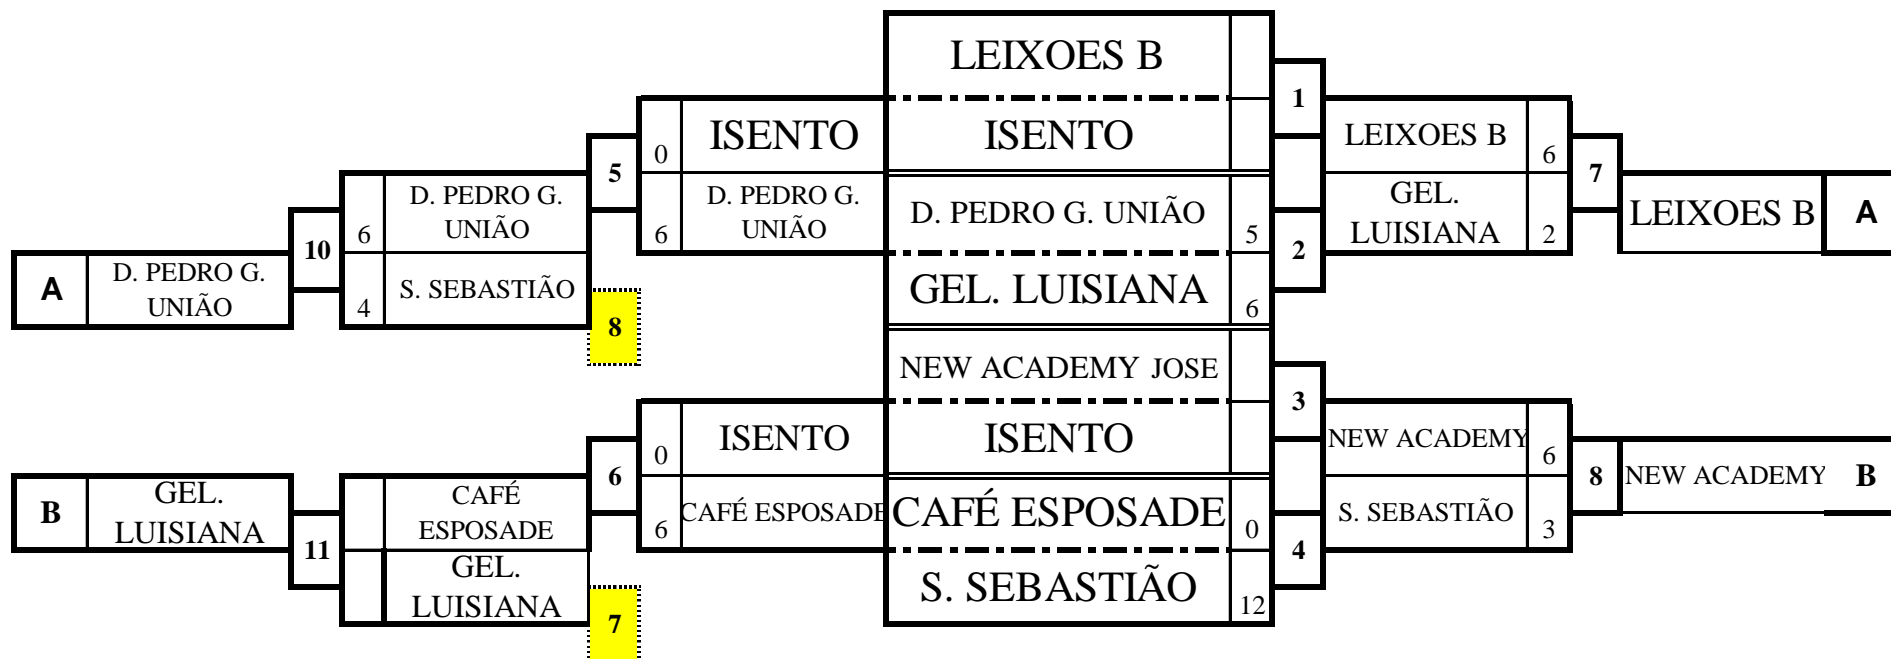 LEIXOES B
1
ISENTO
ISENTO
LEIXOES B
0
6
5
7
D. PEDRO G.
UNIÃO
D. PEDRO G.
UNIÃO
D. PEDRO G. UNIÃO
GEL.
LUISIANA
LEIXOES B
A
6
6
5
2
10
2
A
D. PEDRO G.
UNIÃO
S. SEBASTIÃO
4
GEL. LUISIANA
6
8
NEW ACADEMY JOSE
3
ISENTO
0
ISENTO
NEW ACADEMY
6
6
8
NEW ACADEMY
B
B
GEL.
LUISIANA
CAFÉ
ESPOSADE
CAFÉ ESPOSADE
6
CAFÉ ESPOSADE
0
S. SEBASTIÃO
3
11
4
GEL.
LUISIANA
S. SEBASTIÃO
12
7